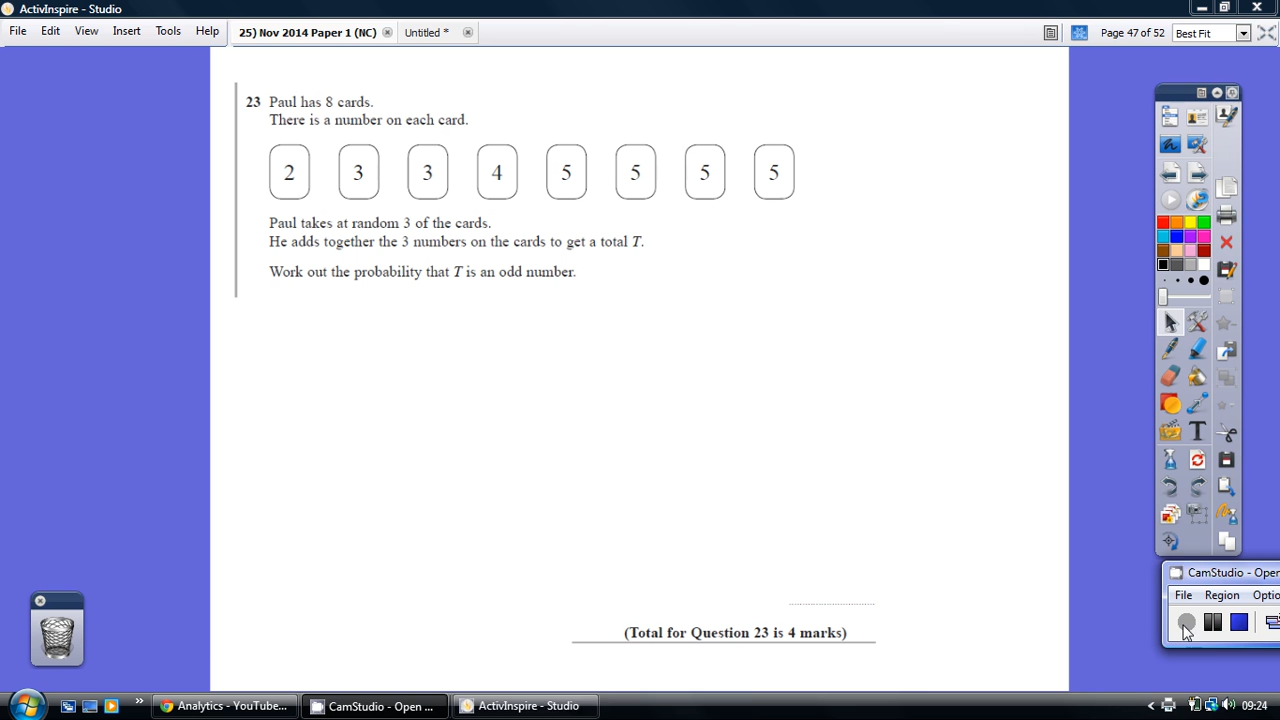 ActivInspire - Studio
File Edit View Insert Tools Help
25) Nov 2014 Paper 1 (NC) Untitled *
Page 47 of 52 Best Fit
23 Paul has 8 cards.
There is a number on each card.
2 3 3 4 5 5 5 5
Paul takes at random 3 of the cards.
He adds together the 3 numbers on the cards to get a total T.
Work out the probability that T is an odd number.
(Total for Question 23 is 4 marks)
CamStudio - Open
File Region Optio
Analytics - YouTube... CamStudio - Open ... ActivInspire - Studio 09:24